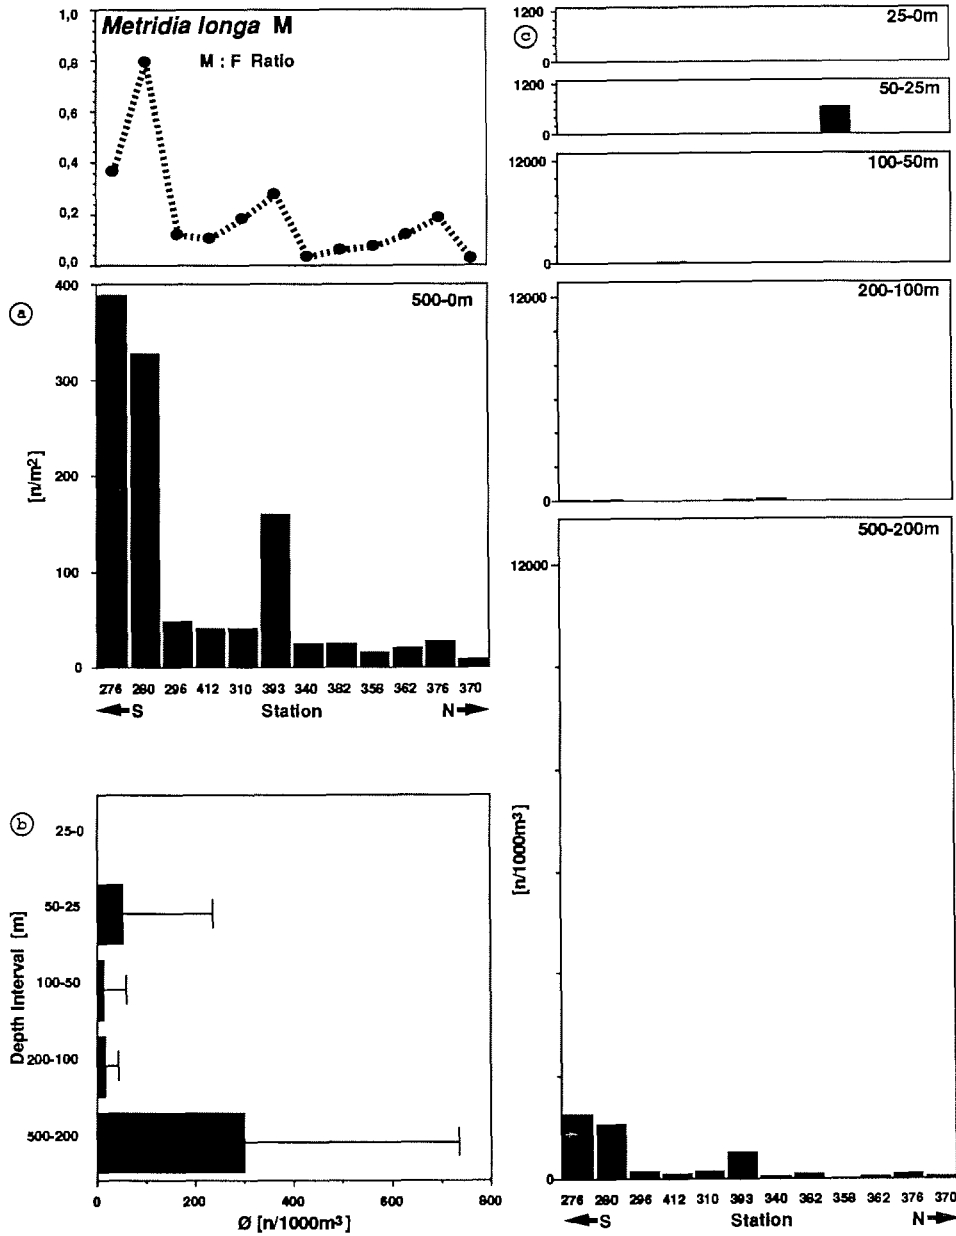 Metridia longa M
M : F Ratio
1,0
0,8
0,6
0,4
0,2
0,0
a
500-0m
400
300
200
100
0
[n/m²]
276 280 296 412 310 393 340 382 358 362 376 370
S Station N
b
25-0
50-25
100-50
200-100
500-200
Depth Interval [m]
0 200 400 600 800
Ø [n/1000m³]
c
1200
0
25-0m
1200
0
50-25m
12000
0
100-50m
12000
0
200-100m
12000
0
500-200m
[n/1000m³]
276 280 296 412 310 393 340 362 358 362 376 370
S Station N